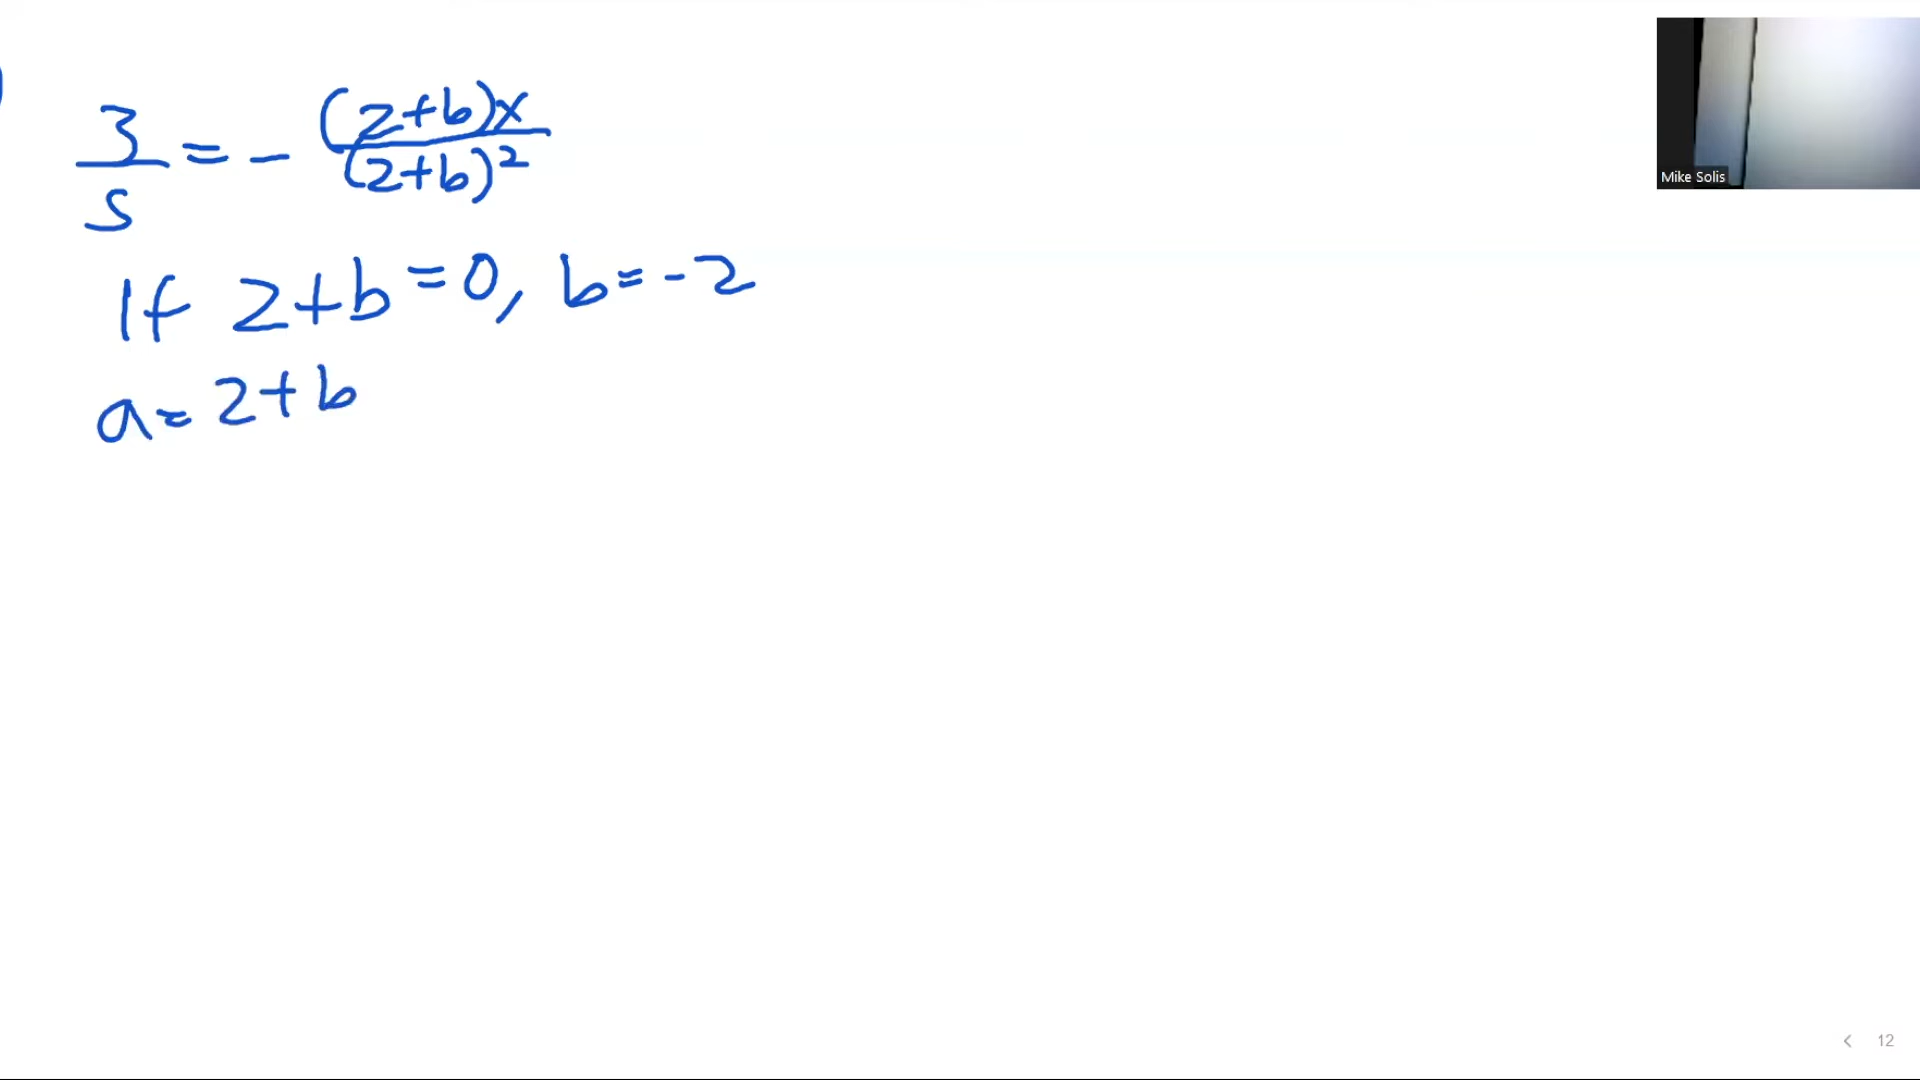 3/5 = - (2+b)x/(2+b)²
If 2+b=0, b=-2
a=2+b
Mike Solis
< 12